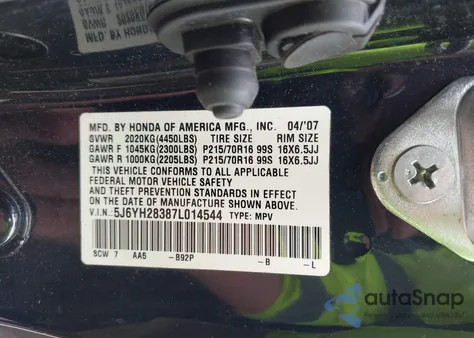 MFD. BY HONDA OF AMERICA MFG., INC. 04/'07
GVWR 2020KG(4450LBS) TIRE SIZE RIM SIZE
GAWR F 1045KG(2300LBS) P215/70R16 99S 16X6.5JJ
GAWR R 1000KG(2205LBS) P215/70R16 99S 16X6.5JJ
THIS VEHICLE CONFORMS TO ALL APPLICABLE
FEDERAL MOTOR VEHICLE SAFETY
AND THEFT PREVENTION STANDARDS IN EFFECT
ON THE DATE OF MANUFACTURE
SHOWN ABOVE.
V.I.N.: 5J6YH28387L014544 TYPE: MPV
SCW 7 AA5 -B92P -B -L
autoSnap